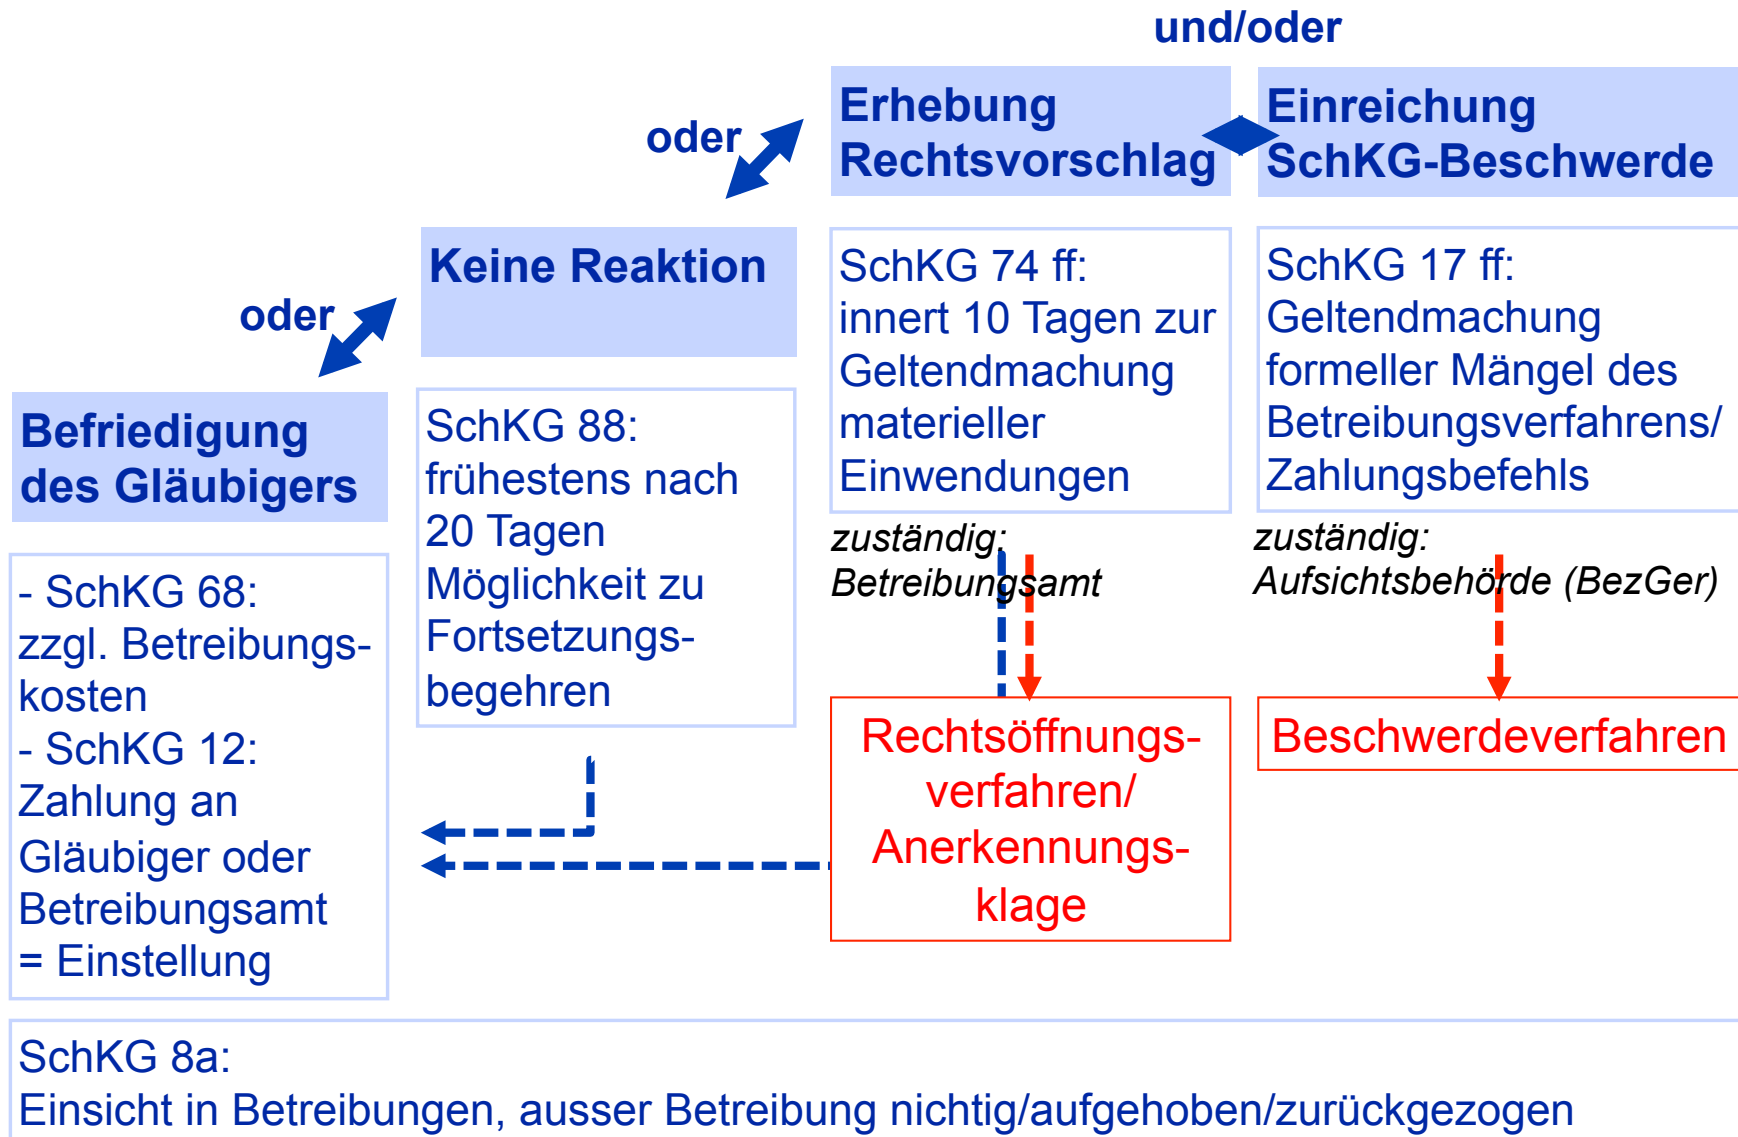 und/oder
Erhebung
Rechtsvorschlag
Einreichung
SchKG-Beschwerde
oder
Keine Reaktion
SchKG 74 ff:
innert 10 Tagen zur
Geltendmachung
materieller
Einwendungen
SchKG 17 ff:
Geltendmachung
formeller Mängel des
Betreibungsverfahrens/
Zahlungsbefehls
oder
Befriedigung
des Gläubigers
SchKG 88:
frühestens nach
20 Tagen
Möglichkeit zu
Fortsetzungs-
begehren
zuständig:
Betreibungsamt
zuständig:
Aufsichtsbehörde (BezGer)
- SchKG 68:
zzgl. Betreibungs-
kosten
- SchKG 12:
Zahlung an
Gläubiger oder
Betreibungsamt
= Einstellung
Rechtsöffnungs-
verfahren/
Anerkennungs-
klage
Beschwerdeverfahren
SchKG 8a:
Einsicht in Betreibungen, ausser Betreibung nichtig/aufgehoben/zurückgezogen